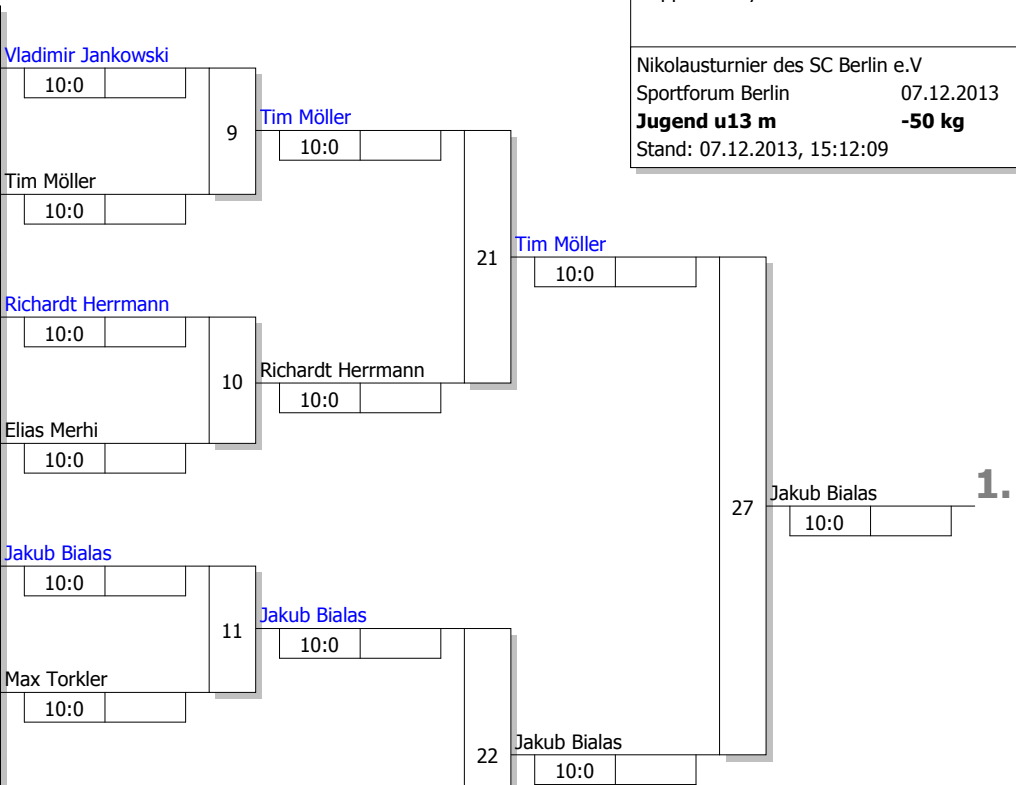 Nikolausturnier des SC Berlin e.V
Sportforum Berlin 07.12.2013
Jugend u13 m -50 kg
Stand: 07.12.2013, 15:12:09
Vladimir Jankowski
10:0
9
Tim Möller
10:0
Tim Möller
10:0
21
Tim Möller
10:0
Richardt Herrmann
10:0
10
Richardt Herrmann
10:0
Elias Merhi
10:0
27
Jakub Bialas
10:0
1.
Jakub Bialas
10:0
11
Jakub Bialas
10:0
Max Torkler
10:0
22
Jakub Bialas
10:0